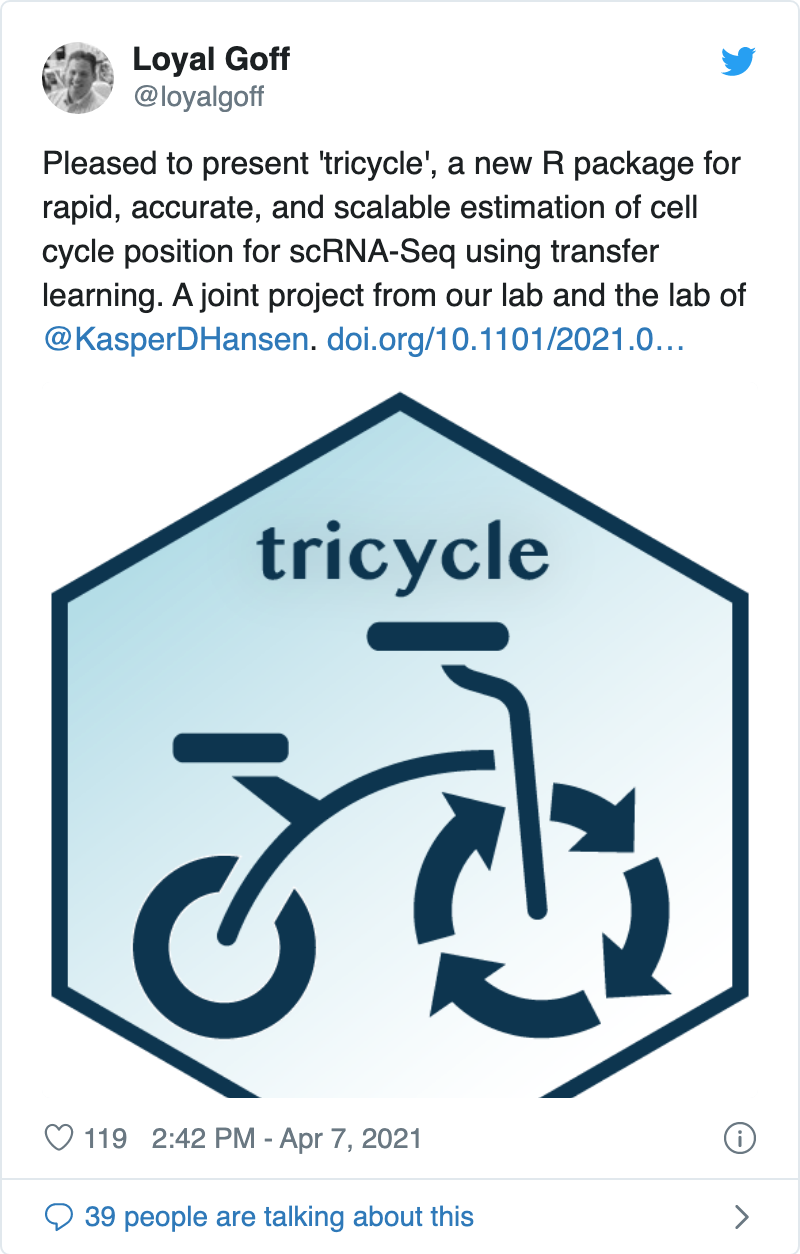 Loyal Goff
@loyalgoff
Pleased to present 'tricycle', a new R package for
rapid, accurate, and scalable estimation of cell
cycle position for scRNA-Seq using transfer
learning. A joint project from our lab and the lab of
@KasperDHansen. doi.org/10.1101/2021.0…
tricycle
119 2:42 PM - Apr 7, 2021
39 people are talking about this